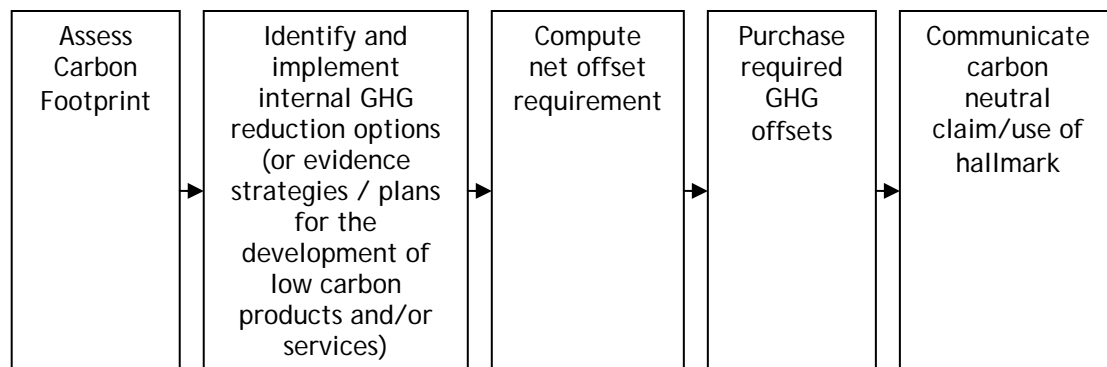 Assess
Carbon
Footprint
Identify and
implement
internal GHG
reduction options
(or evidence
strategies / plans
for the
development of
low carbon
products and/or
services)
Compute
net offset
requirement
Purchase
required
GHG
offsets
Communicate
carbon
neutral
claim/use of
hallmark